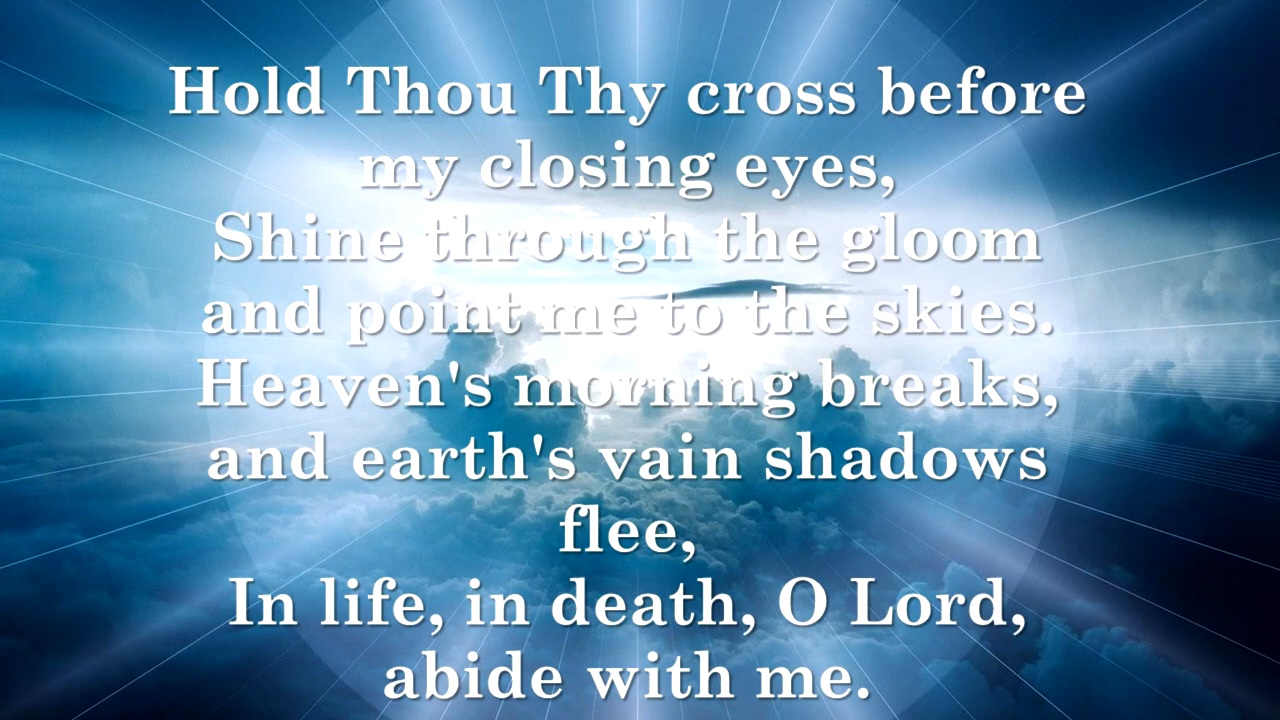 Hold Thou Thy cross before
my closing eyes,
Shine through the gloom
and point me to the skies.
Heaven's morning breaks,
and earth's vain shadows
flee,
In life, in death, O Lord,
abide with me.